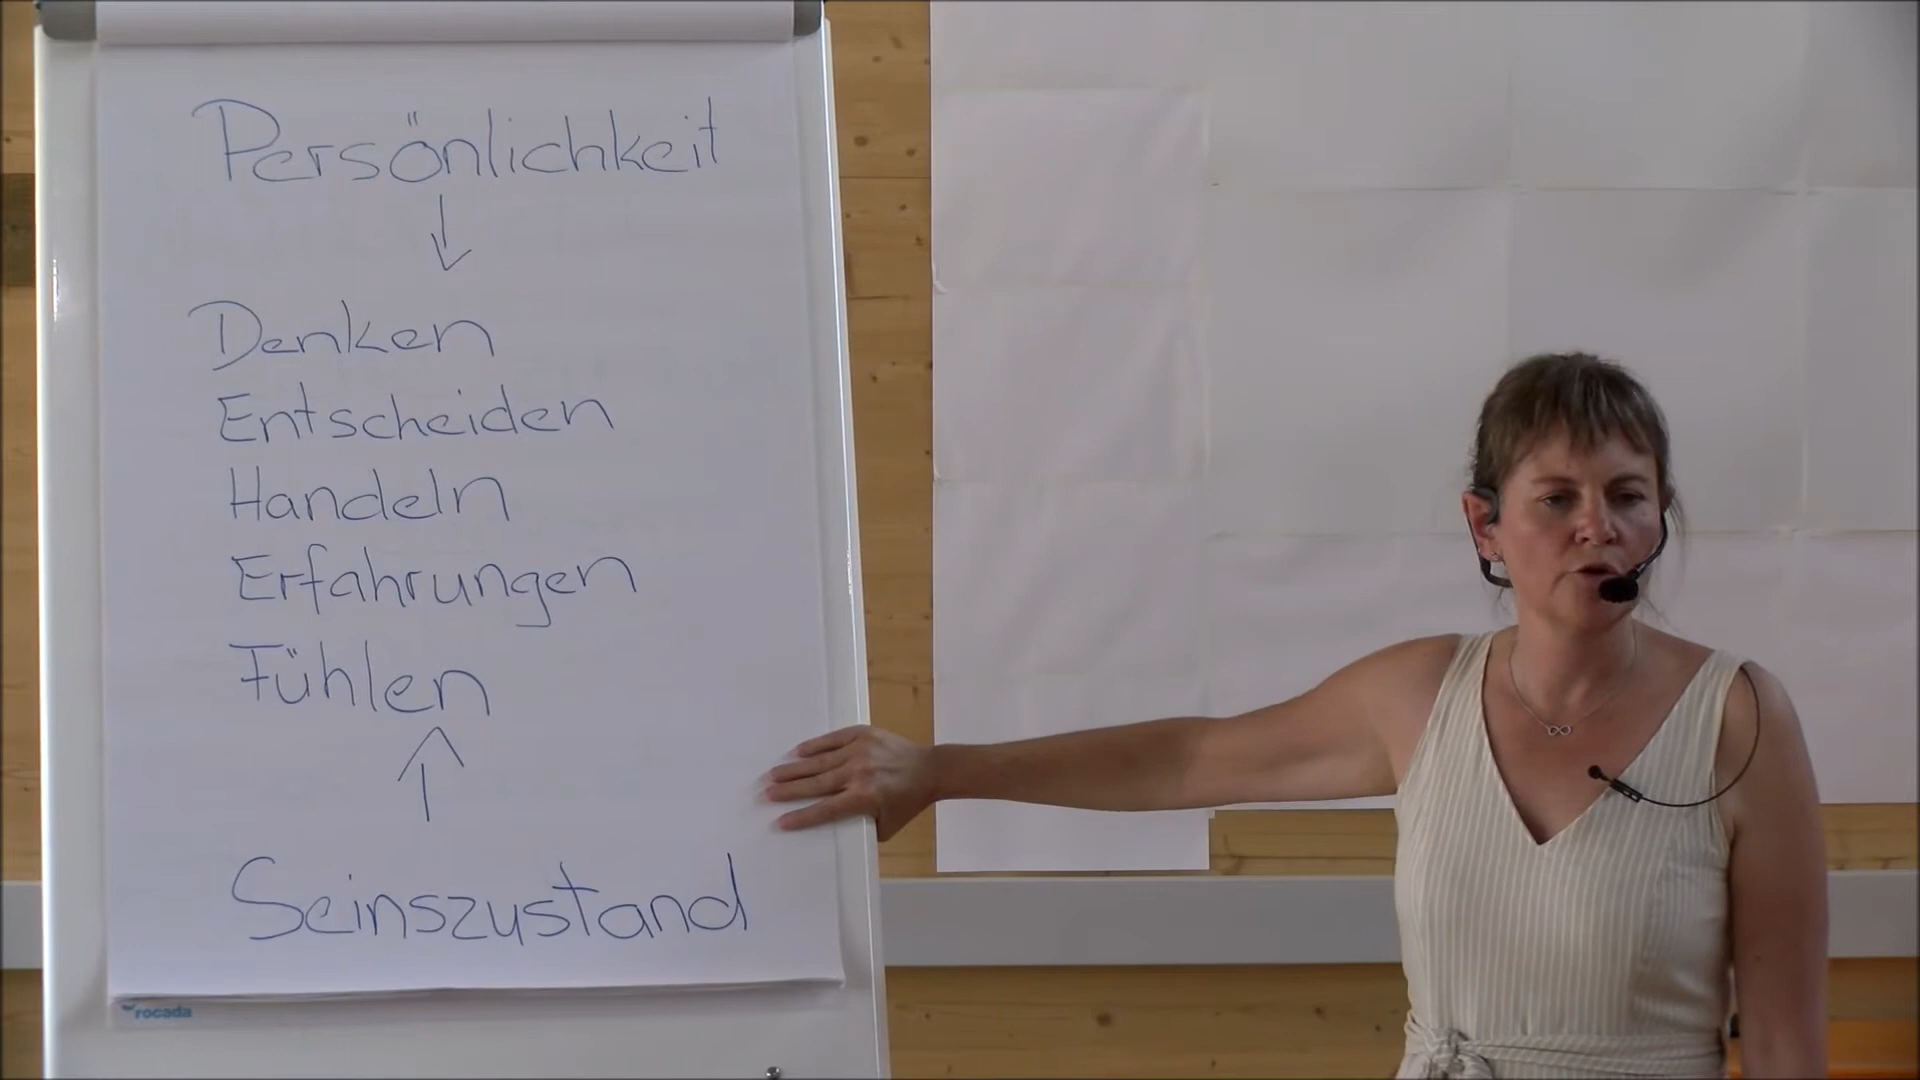 Persönlichkeit
↓
Denken
Entscheiden
Handeln
Erfahrungen
Fühlen
↑
Seinszustand
rocada